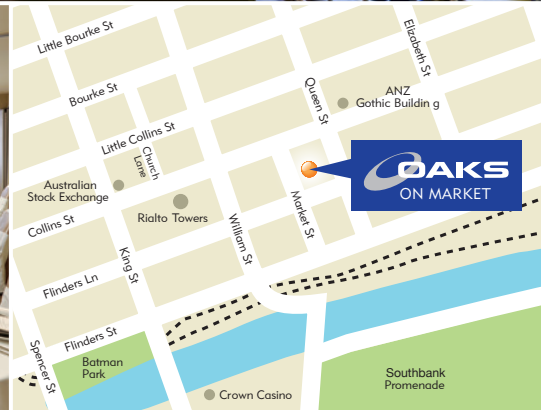 Little Bourke St
Elizabeth St
Bourke St
Queen St
ANZ
Gothic Building
Little Collins St
Church
Lane
OAKS
ON MARKET
Australian
Stock Exchange
Rialto Towers
Collins St
William St
Market St
King St
Flinders Ln
Flinders St
Spencer St
Batman
Park
Crown Casino
Southbank
Promenade